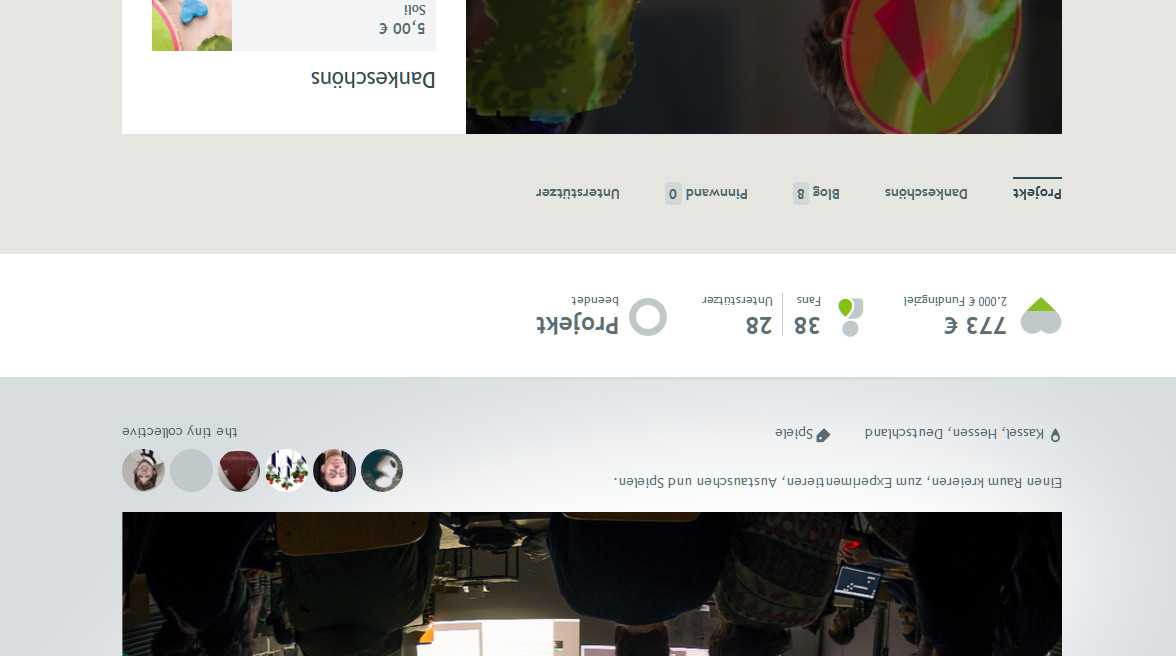 Einen Raum kreieren, zum Experimentieren, Austauschen und Spielen.
Kassel, Hessen, Deutschland
Spiele
the tiny collective
773 €
2.000 € Fundingziel
38
Fans
28
Unterstützer
Projekt
beendet
Projekt
Dankeschöns
Blog 8
Pinnwand 0
Unterstützer
Dankeschöns
5,00 €
Soli